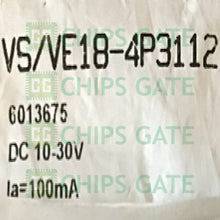 VS/VE18-4P3112
CHIPS GATE
6013675
DC 10-30V
CHIPS GATE
Ia=100mA
CHIPS GATE